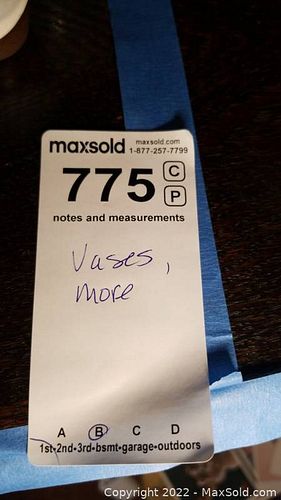 maxsold maxsold.com
1-877-257-7799
775 C
P
notes and measurements
Vases,
more
A B C D
1st-2nd-3rd-bsmt-garage-outdoors
Copyright 2022 - MaxSold.com